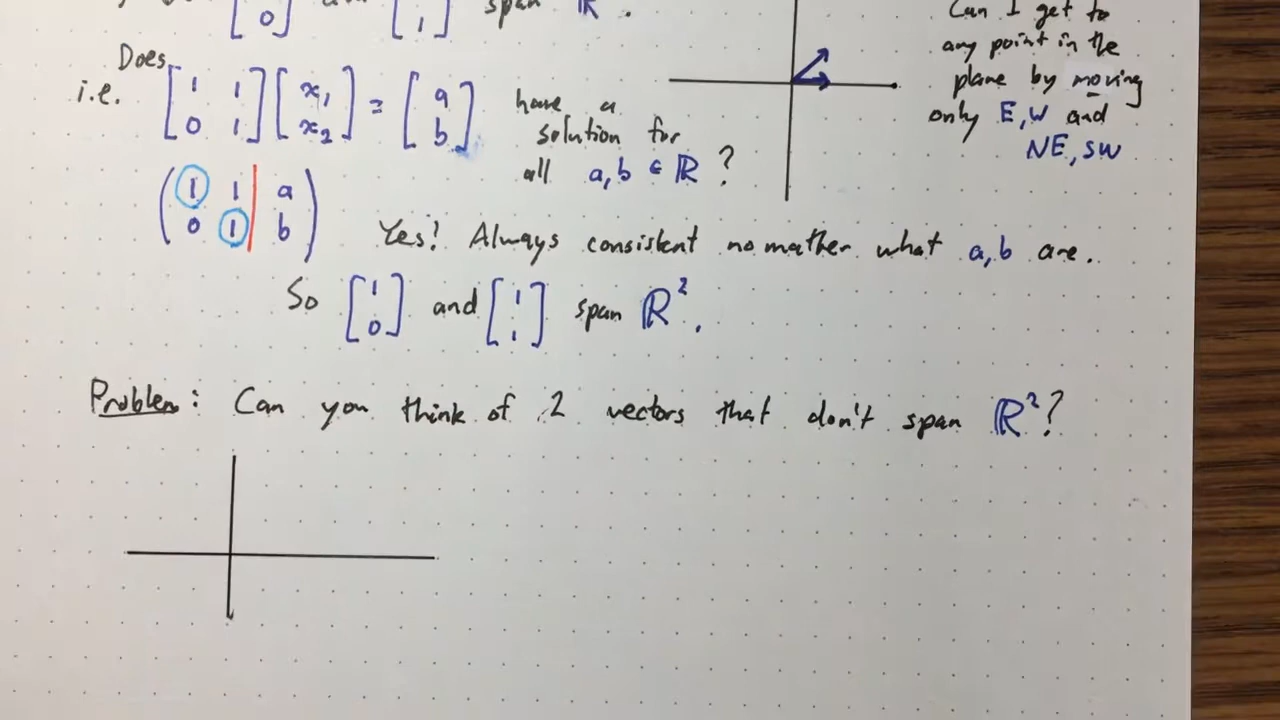 [ 0 ] [ 1 ] span ℝ .
Does
i.e. [1 1; 0 1] [x₁; x₂] = [a; b] have a
solution for
all a, b ∈ ℝ ?
Can I get to
any point in the
plane by moving
only E, W and
NE, SW
(1 1 | a; 0 1 | b)
Yes! Always consistent no matter what a, b are.
So [1; 0] and [1; 1] span ℝ².
Problem: Can you think of 2 vectors that don't span ℝ²?